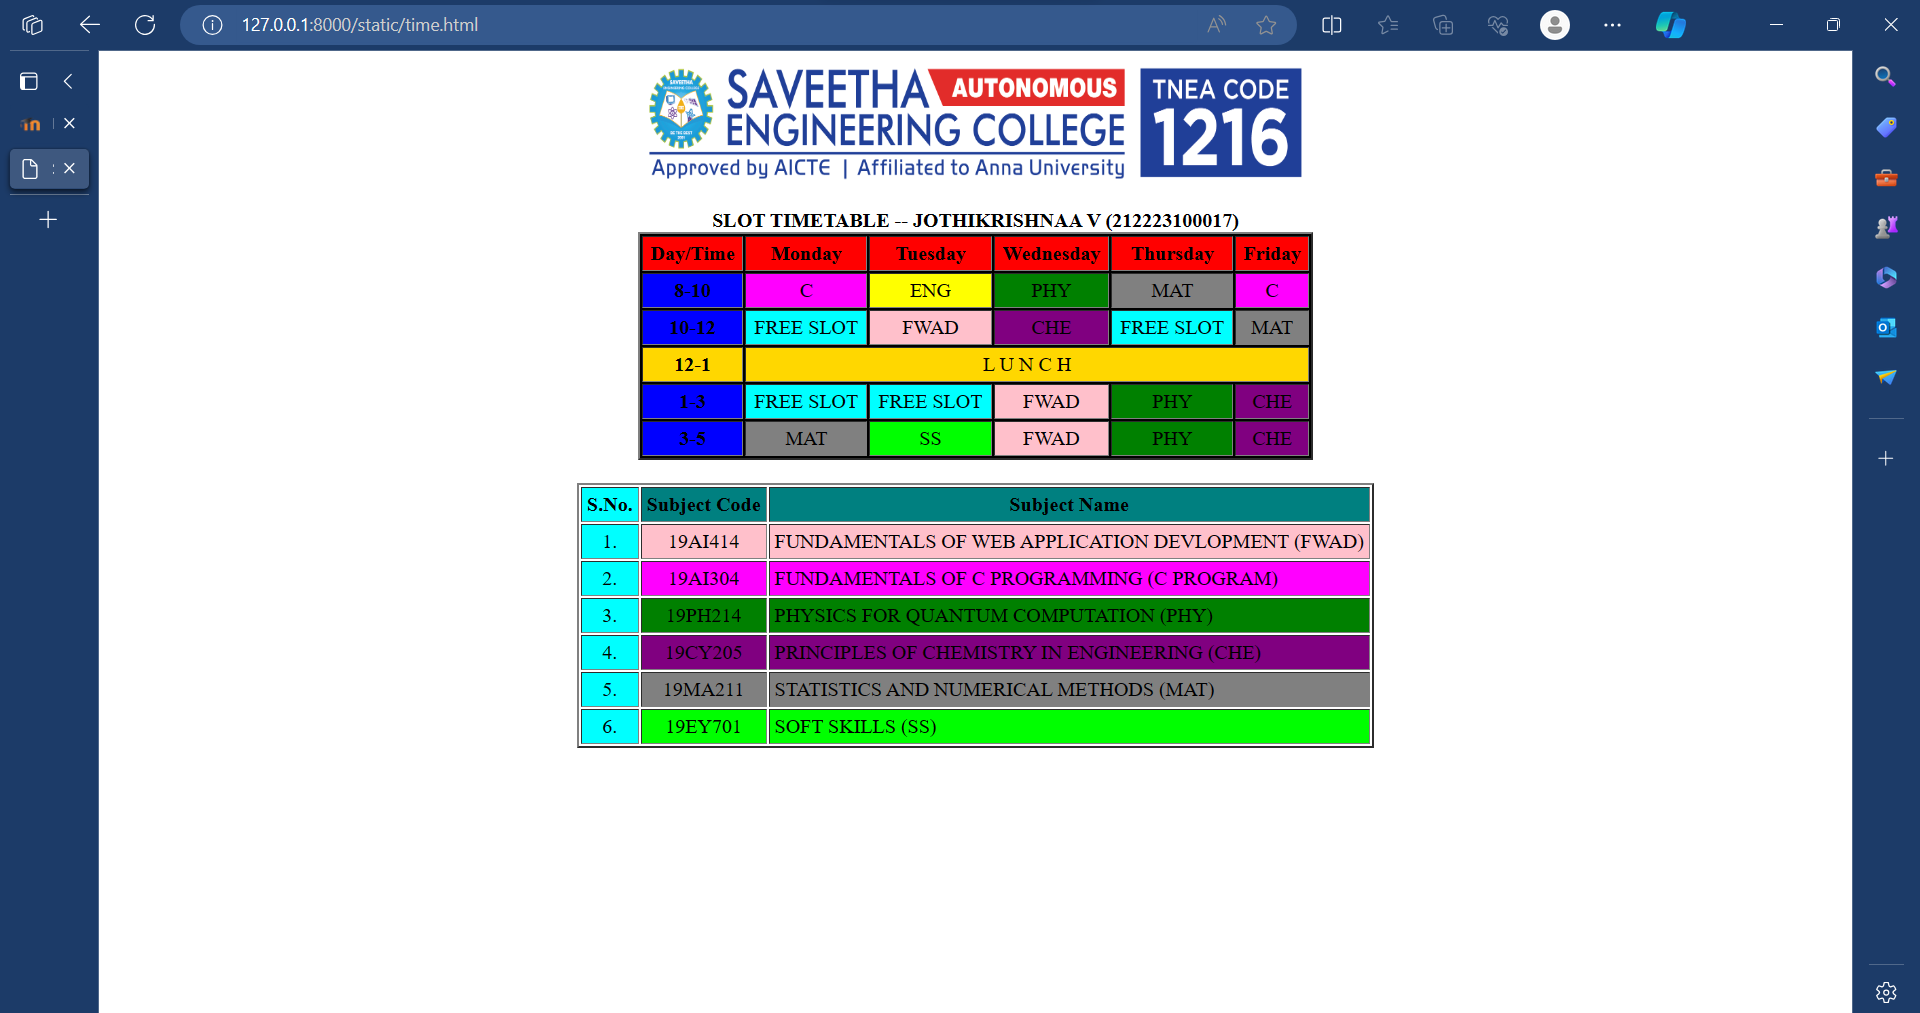 127.0.0.1:8000/static/time.html
SAVEETHA AUTONOMOUS
ENGINEERING COLLEGE
Approved by AICTE | Affiliated to Anna University
TNEA CODE
1216
SLOT TIMETABLE -- JOTHIKRISHNAA V (212223100017)
Day/Time Monday Tuesday Wednesday Thursday Friday
8-10 C ENG PHY MAT C
10-12 FREE SLOT FWAD CHE FREE SLOT MAT
12-1 L U N C H
1-3 FREE SLOT FREE SLOT FWAD PHY CHE
3-5 MAT SS FWAD PHY CHE
S.No. Subject Code Subject Name
1. 19AI414 FUNDAMENTALS OF WEB APPLICATION DEVLOPMENT (FWAD)
2. 19AI304 FUNDAMENTALS OF C PROGRAMMING (C PROGRAM)
3. 19PH214 PHYSICS FOR QUANTUM COMPUTATION (PHY)
4. 19CY205 PRINCIPLES OF CHEMISTRY IN ENGINEERING (CHE)
5. 19MA211 STATISTICS AND NUMERICAL METHODS (MAT)
6. 19EY701 SOFT SKILLS (SS)